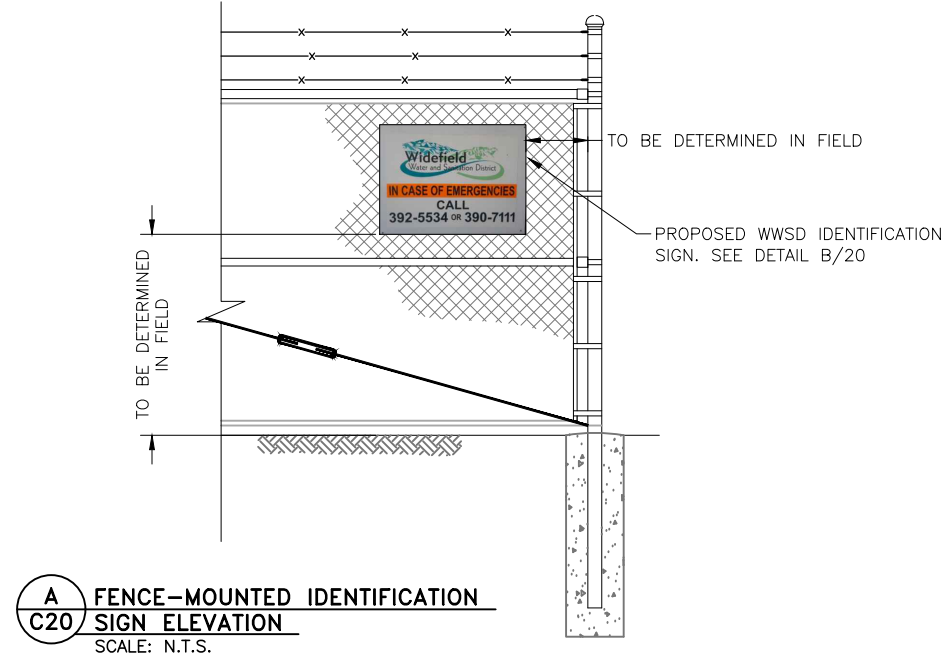 TO BE DETERMINED IN FIELD
Widefield
Water and Sanitation District
IN CASE OF EMERGENCIES
CALL
392-5534 OR 390-7111
PROPOSED WWSD IDENTIFICATION
SIGN. SEE DETAIL B/20
TO BE DETERMINED
IN FIELD
A
C20
FENCE-MOUNTED IDENTIFICATION
SIGN ELEVATION
SCALE: N.T.S.